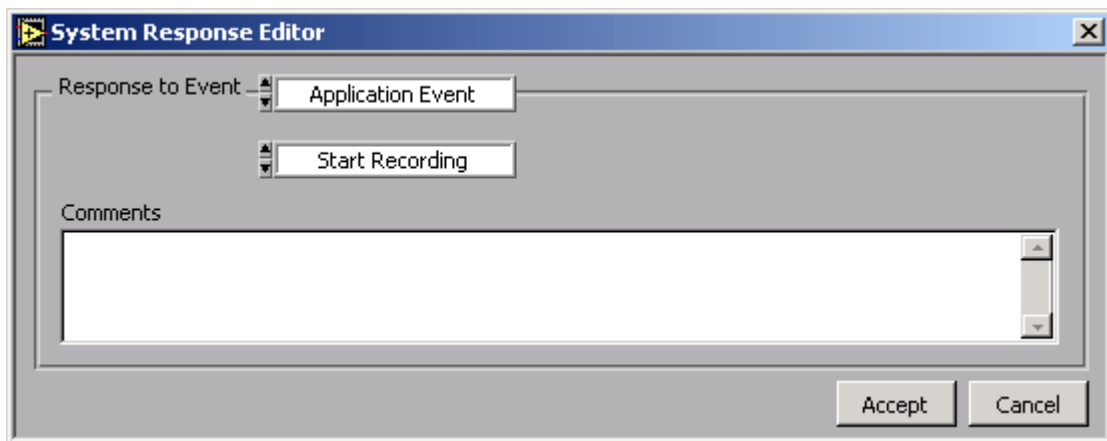 System Response Editor
Response to Event
Application Event
Start Recording
Comments
Accept
Cancel